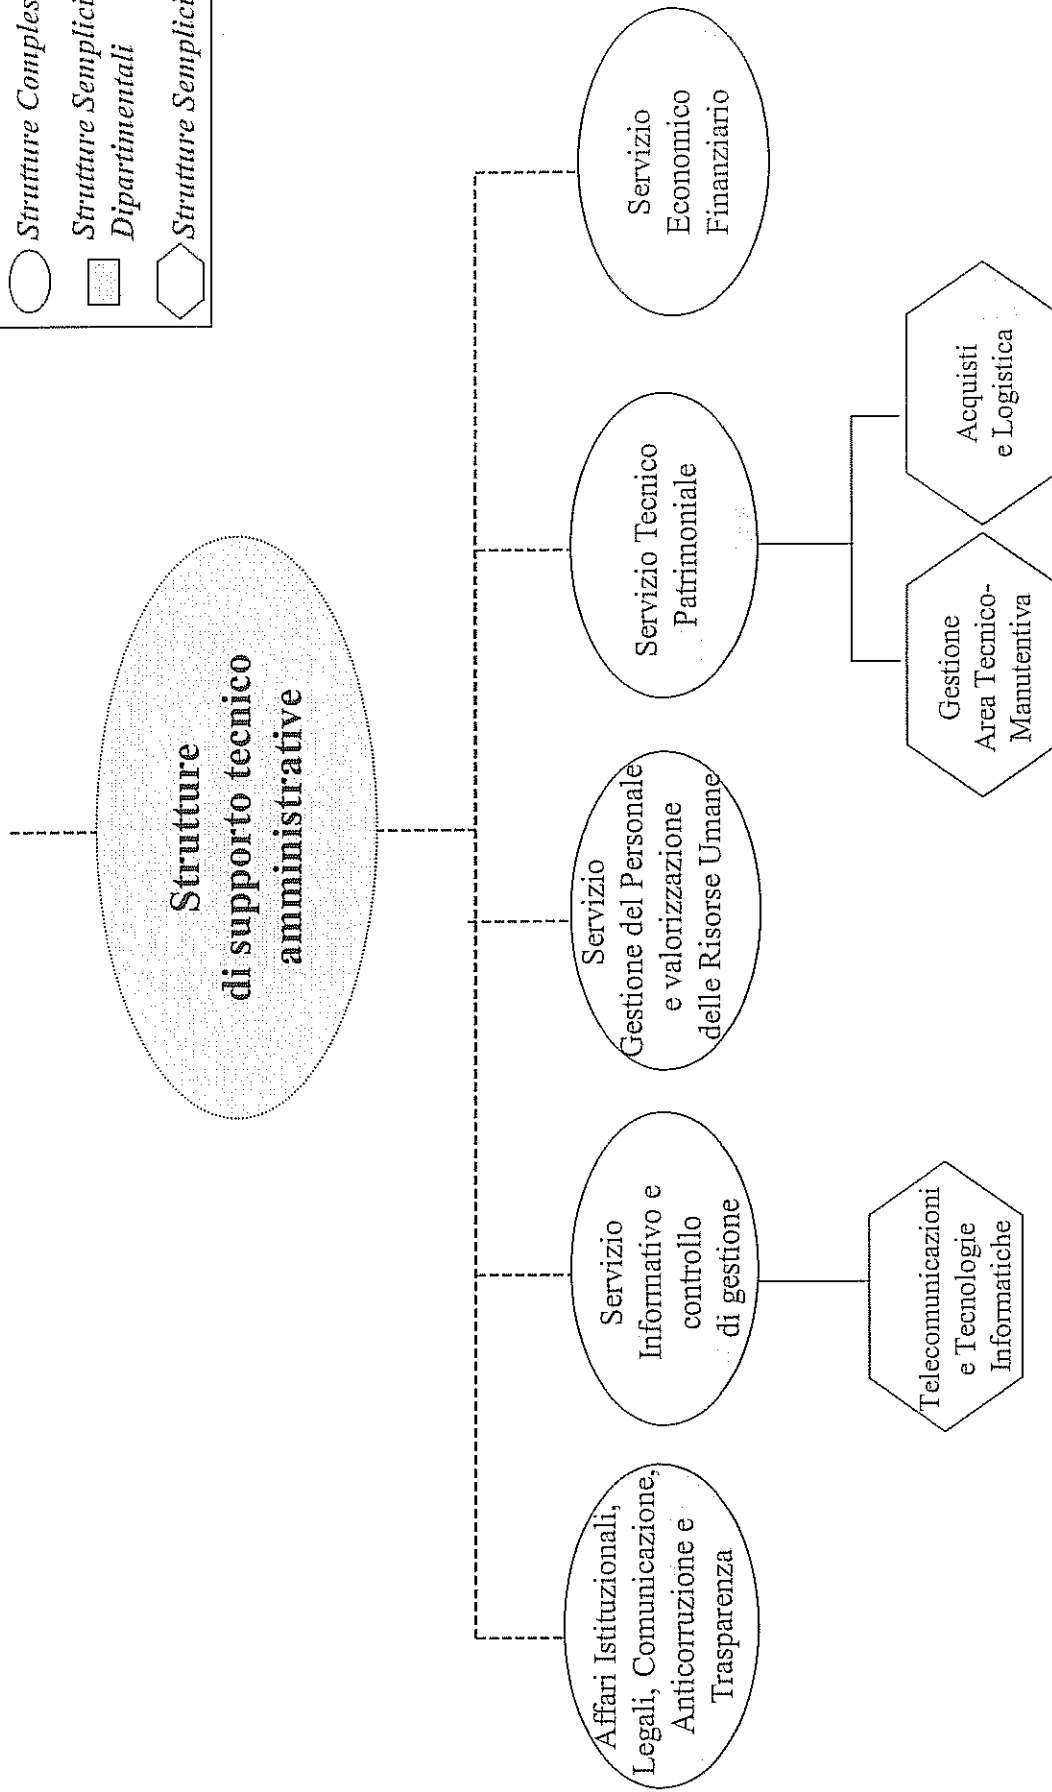 Strutture Comples
Strutture Semplici
Dipartimentali
Strutture Semplici
Strutture
di supporto tecnico
amministrative
Affari Istituzionali,
Legali, Comunicazione,
Anticorruzione e
Trasparenza
Servizio
Informativo e
controllo
di gestione
Servizio
Gestione del Personale
e valorizzazione
delle Risorse Umane
Servizio Tecnico
Patrimoniale
Servizio
Economico
Finanziario
Telecomunicazioni
e Tecnologie
Informatiche
Gestione
Area Tecnico-
Manutentiva
Acquisti
e Logistica